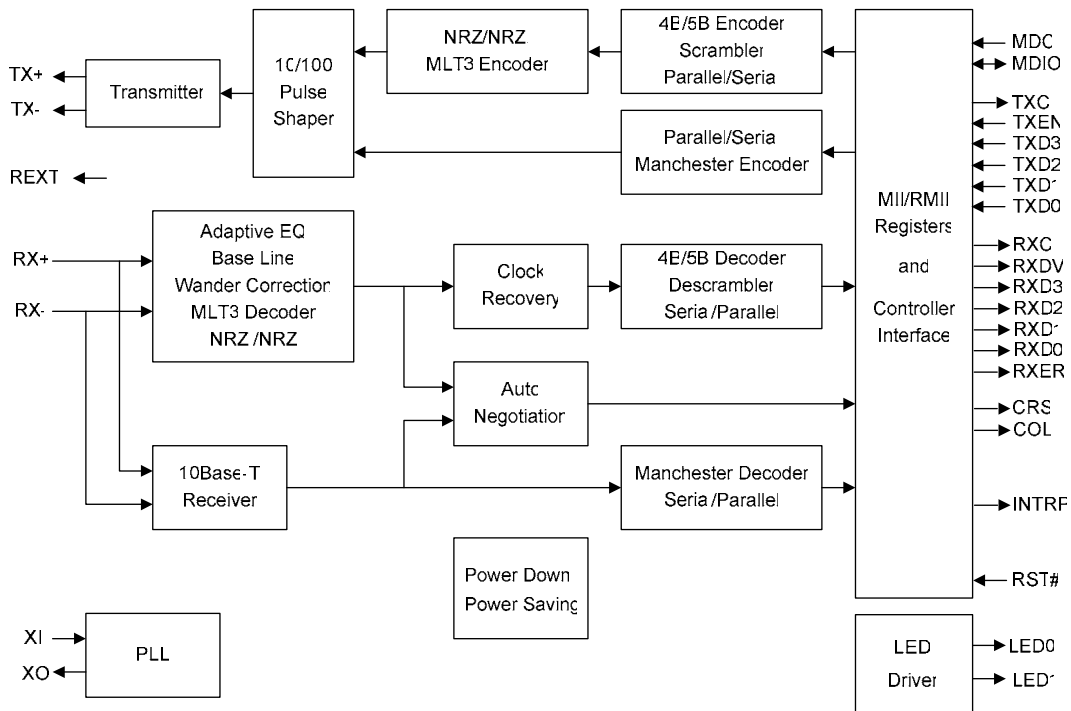 TX+
TX-
REXT
RX+
RX-
XI
XO
Transmitter
10/100
Pulse
Shaper
NRZ/NRZ
MLT3 Encoder
4B/5B Encoder
Scrambler
Parallel/Seria
Parallel/Seria
Manchester Encoder
Adaptive EQ
Base Line
Wander Correction
MLT3 Decoder
NRZ /NRZ
Clock
Recovery
4B/5B Decoder
Descrambler
Seria /Parallel
Auto
Negotiation
10Base-T
Receiver
Manchester Decoder
Seria /Parallel
Power Down
Power Saving
PLL
MII/RMII
Registers
and
Controller
Interface
LED
Driver
MDC
MDIO
TXC
TXEN
TXD3
TXD2
TXD1
TXD0
RXC
RXDV
RXD3
RXD2
RXD1
RXD0
RXER
CRS
COL
INTRP
RST#
LED0
LED1